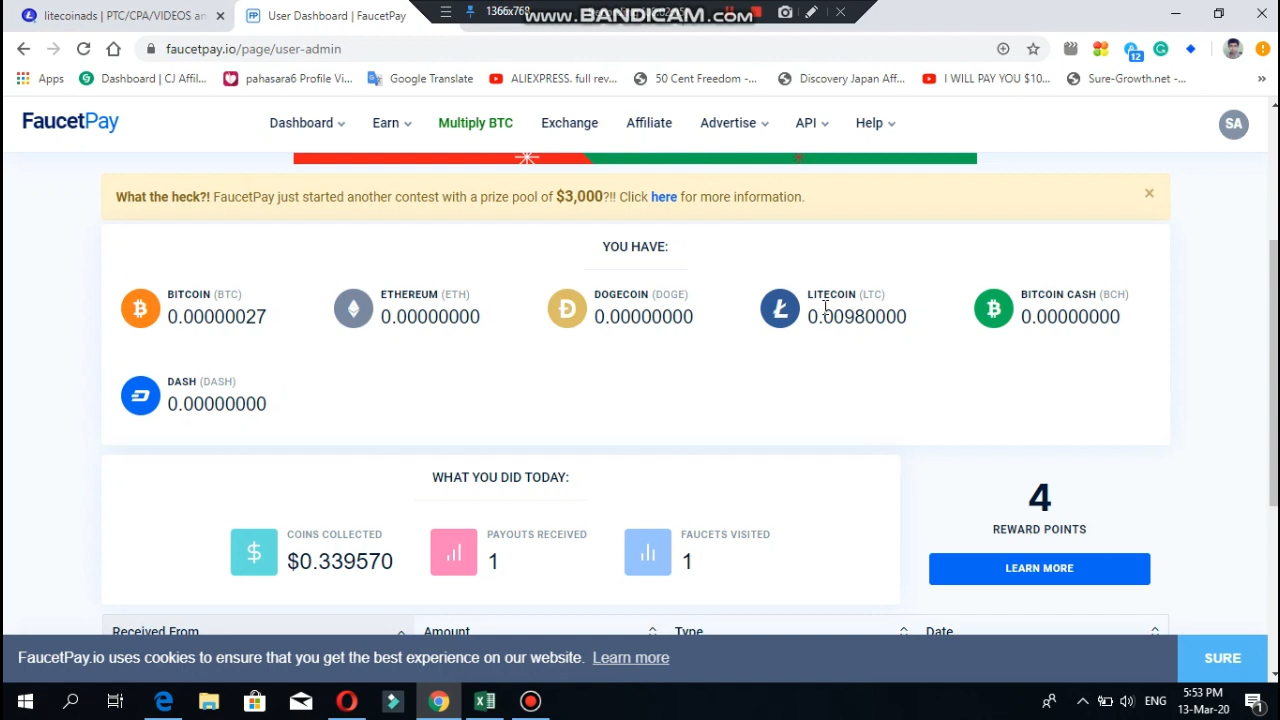 litecoinads | PTC/CPA/VIDEOS an
User Dashboard | FaucetPay
1366x768
www.BANDICAM.com
faucetpay.io/page/user-admin
12
Apps
Dashboard | CJ Affil...
pahasara6 Profile Vi...
Google Translate
ALIEXPRESS. full rev...
50 Cent Freedom -...
Discovery Japan Aff...
I WILL PAY YOU $10...
Sure-Growth.net -...
»
FaucetPay
Dashboard
Earn
Multiply BTC
Exchange
Affiliate
Advertise
API
Help
SA
What the heck?! FaucetPay just started another contest with a prize pool of $3,000?!! Click here for more information.
×
YOU HAVE:
BITCOIN (BTC)
0.00000027
ETHEREUM (ETH)
0.00000000
DOGECOIN (DOGE)
0.00000000
LITECOIN (LTC)
0.00980000
BITCOIN CASH (BCH)
0.00000000
DASH (DASH)
0.00000000
WHAT YOU DID TODAY:
COINS COLLECTED
$0.339570
PAYOUTS RECEIVED
1
FAUCETS VISITED
1
4
REWARD POINTS
LEARN MORE
Received From
Amount
Type
Date
FaucetPay.io uses cookies to ensure that you get the best experience on our website. Learn more
SURE
ENG
5:53 PM
13-Mar-20
1